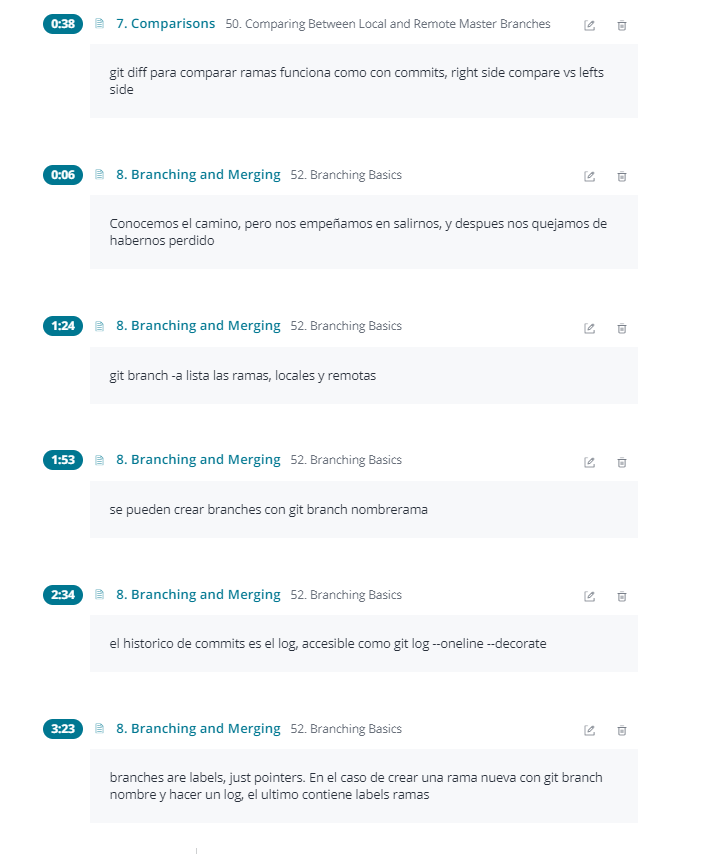 0:38 7. Comparisons 50. Comparing Between Local and Remote Master Branches
git diff para comparar ramas funciona como con commits, right side compare vs lefts
side
0:06 8. Branching and Merging 52. Branching Basics
Conocemos el camino, pero nos empeñamos en salirnos, y despues nos quejamos de
habernos perdido
1:24 8. Branching and Merging 52. Branching Basics
git branch -a lista las ramas, locales y remotas
1:53 8. Branching and Merging 52. Branching Basics
se pueden crear branches con git branch nombrerama
2:34 8. Branching and Merging 52. Branching Basics
el historico de commits es el log, accesible como git log --oneline --decorate
3:23 8. Branching and Merging 52. Branching Basics
branches are labels, just pointers. En el caso de crear una rama nueva con git branch
nombre y hacer un log, el ultimo contiene labels ramas